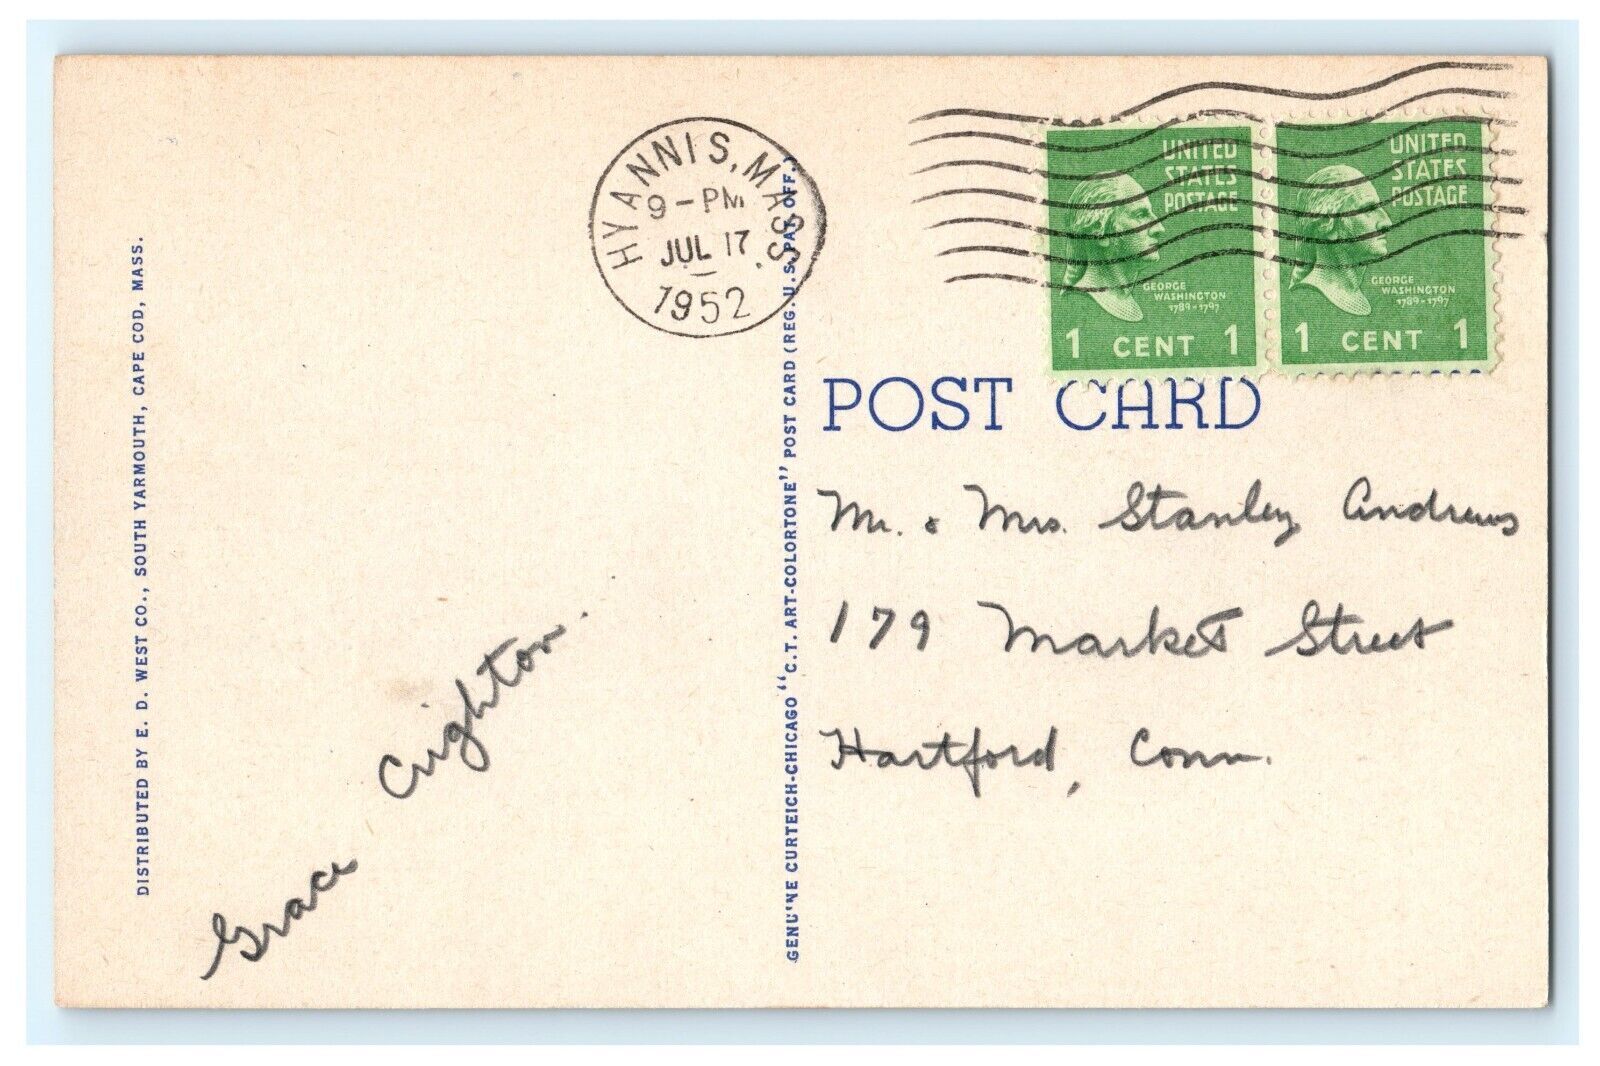 DISTRIBUTED BY E. D. WEST CO., SOUTH YARMOUTH, CAPE COD, MASS.
Grace Crighton.
HYANNIS, MASS.
9-PM
JUL 17
1952
GENUINE CURTEICH-CHICAGO "C.T. ART-COLORTONE" POST CARD (REG. U.S. PAT. OFF.)
UNITED
STATES
POSTAGE
GEORGE
WASHINGTON
1789-1797
1 CENT 1
UNITED
STATES
POSTAGE
GEORGE
WASHINGTON
1789-1797
1 CENT 1
POST CARD
Mr. & Mrs. Stanley Andrews
179 Market Street
Hartford, Conn.